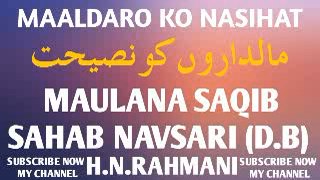 MAALDARO KO NASIHAT
مالداروں کو نصیحت
MAULANA SAQIB
SAHAB NAVSARI (D.B)
SUBSCRIBE NOW
MY CHANNEL
H.N.RAHMANI
SUBSCRIBE NOW
MY CHANNEL